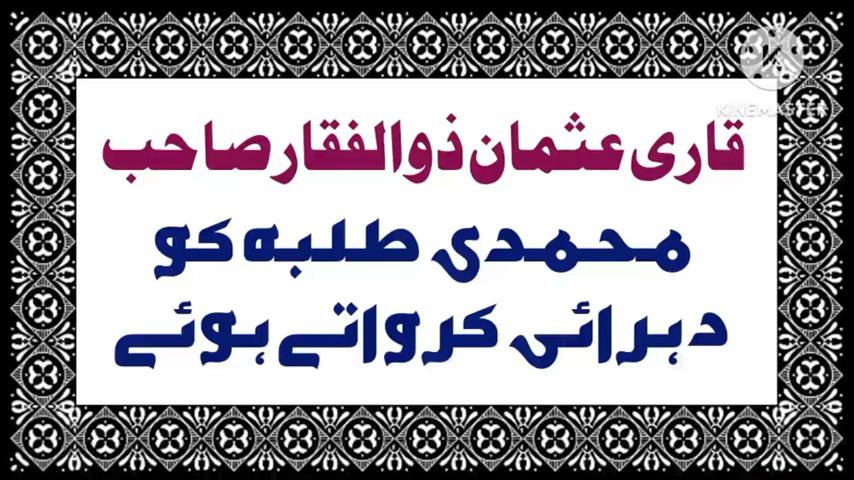 KINEMASTER
قاری عثمان ذوالفقار صاحب
محمدی طلبہ کو
دہرائی کرواتے ہوئے